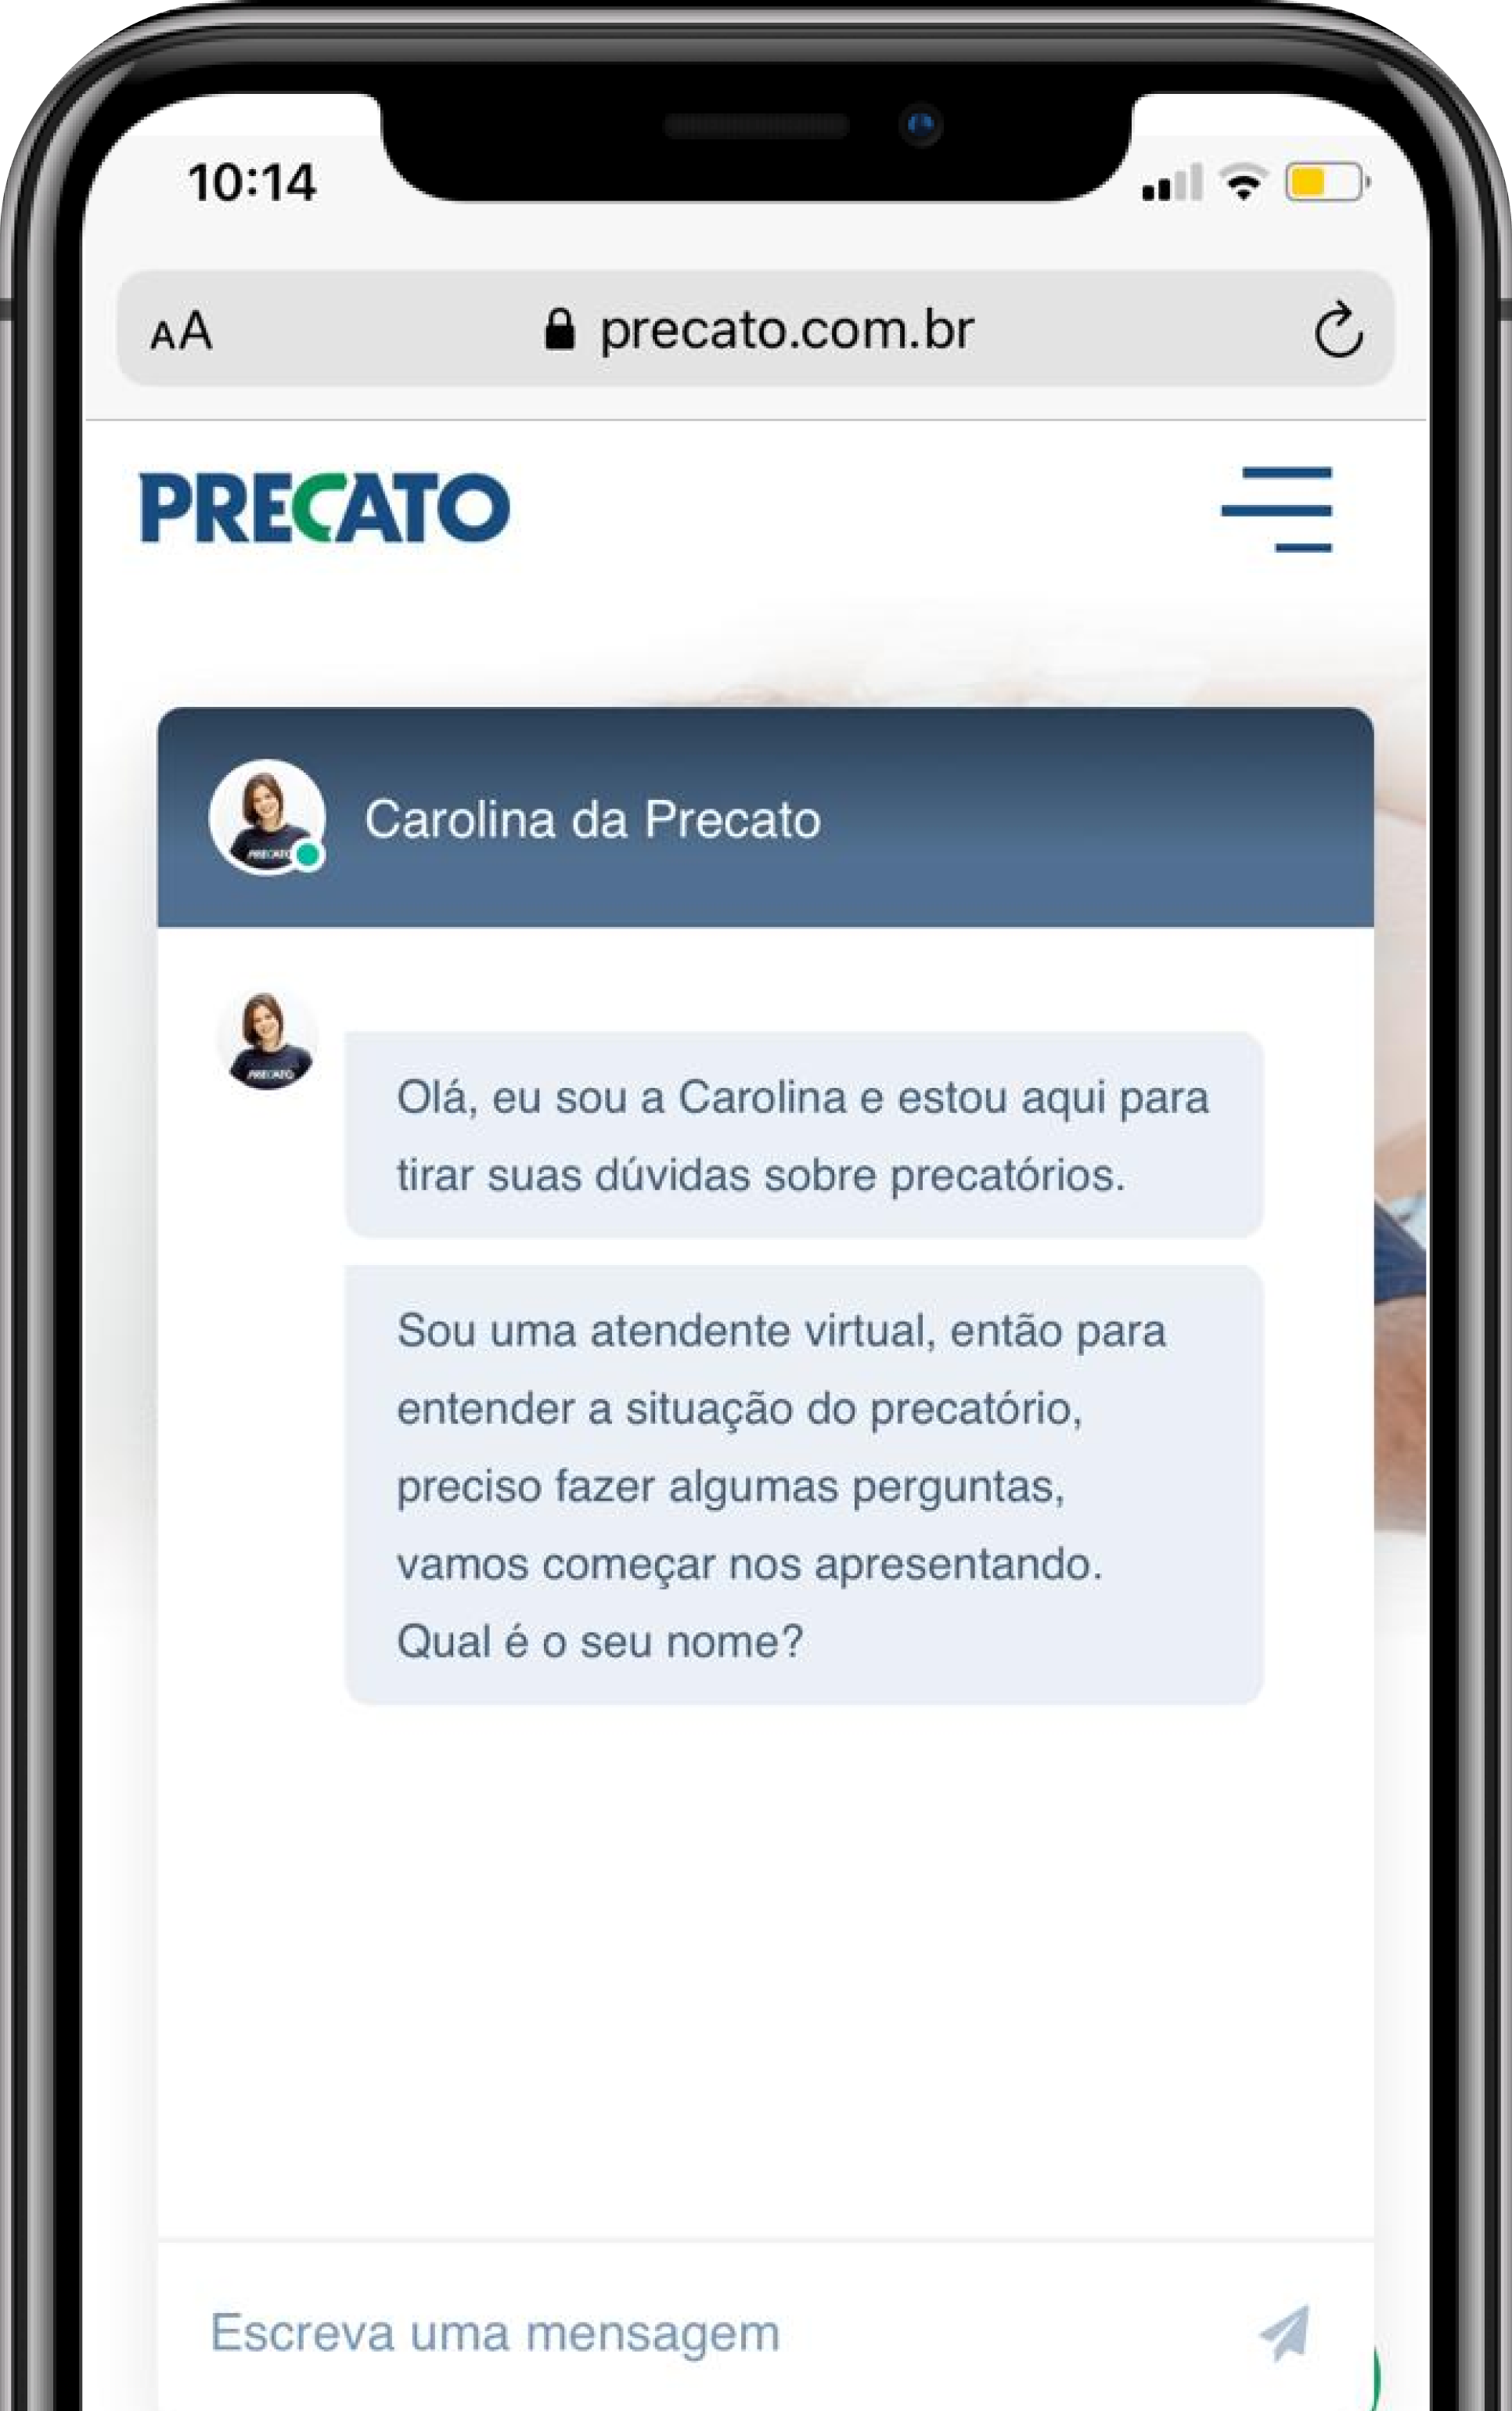 10:14
AA precato.com.br
PRECATO
Carolina da Precato
PRECATO
PRECATO
Olá, eu sou a Carolina e estou aqui para
tirar suas dúvidas sobre precatórios.
Sou uma atendente virtual, então para
entender a situação do precatório,
preciso fazer algumas perguntas,
vamos começar nos apresentando.
Qual é o seu nome?
Escreva uma mensagem